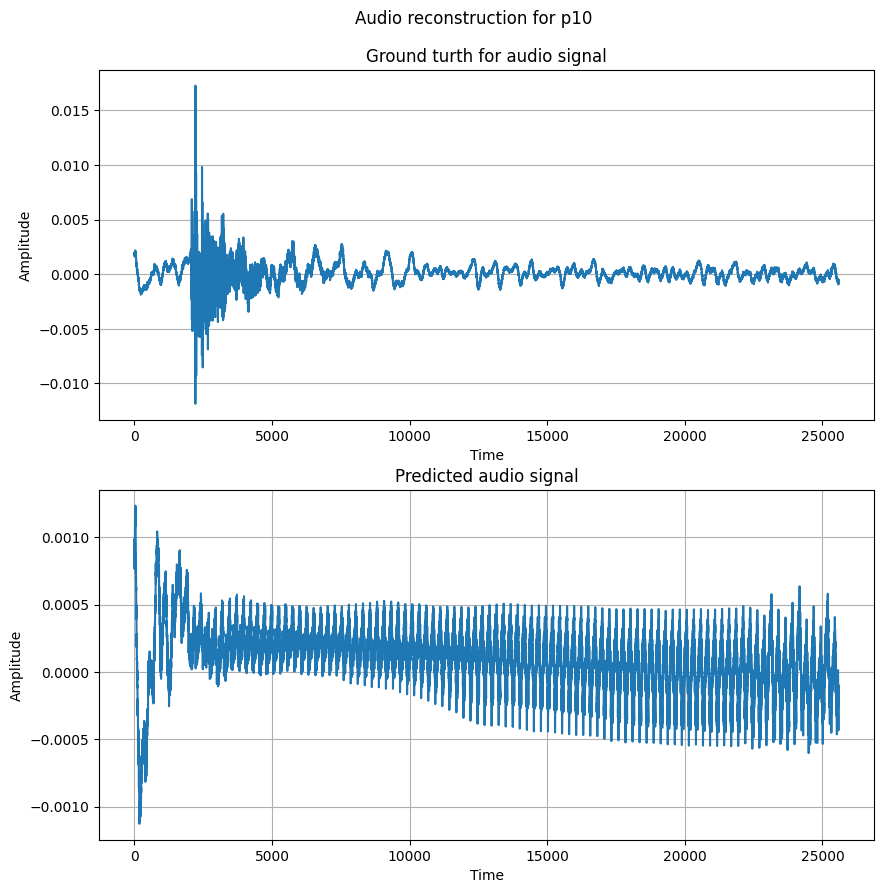 Audio reconstruction for p10
Ground turth for audio signal
0.015
0.010
0.005
0.000
−0.005
−0.010
Amplitude
0 5000 10000 15000 20000 25000
Time
Predicted audio signal
0.0010
0.0005
0.0000
−0.0005
−0.0010
Amplitude
0 5000 10000 15000 20000 25000
Time